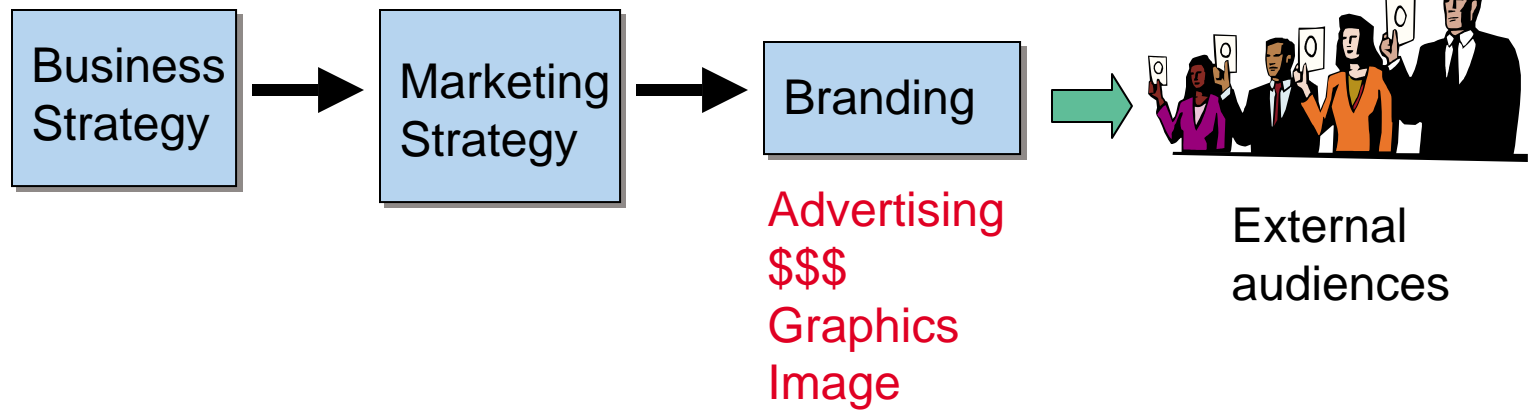 Business
Strategy
Marketing
Strategy
Branding
Advertising
$$$
Graphics
Image
External
audiences